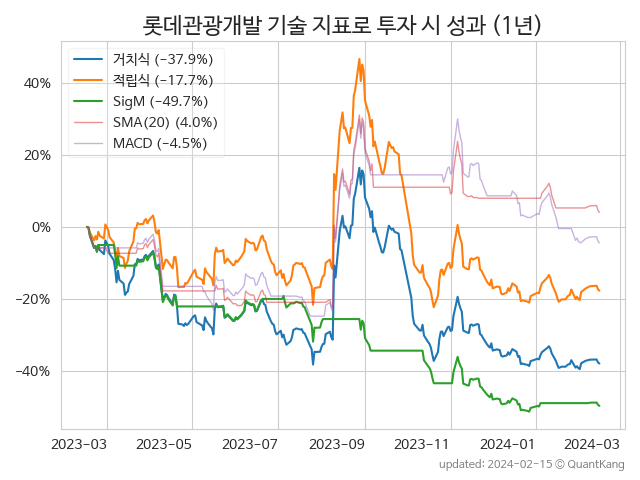 롯데관광개발 기술 지표로 투자 시 성과 (1년)
거치식 (−37.9%)
적립식 (−17.7%)
SigM (−49.7%)
SMA(20) (4.0%)
MACD (−4.5%)
40%
20%
0%
−20%
−40%
2023-03 2023-05 2023-07 2023-09 2023-11 2024-01 2024-03
updated: 2024-02-15 © QuantKang